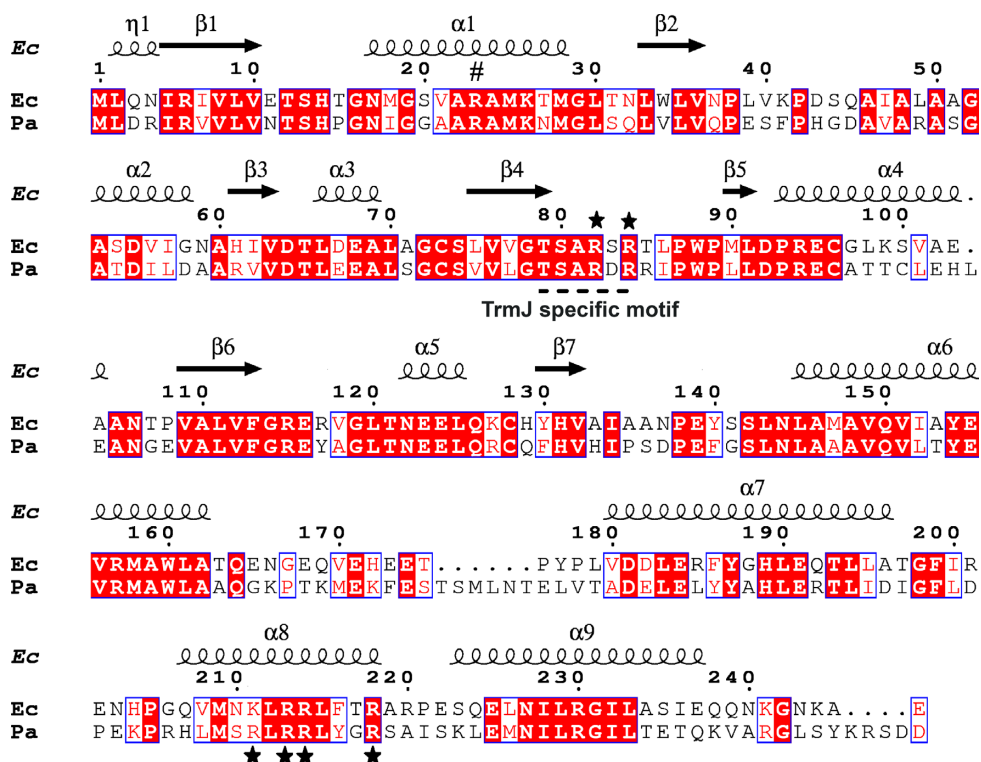 η1 β1 α1 β2
Ec
1 10 20 # 30 40 50
Ec MLQNIRIVLVETSHTGNMGSVARAMKTMGLTNLWLVNPLVKPDSQAIALAAG
Pa MLDRIRVVLVNTSHPGNIGGAARAMKNMGLSQLVLVQPESFPHGDAVARASG
α2 β3 α3 β4 β5 α4
Ec .
60 70 80 ★ ★ 90 100
Ec ASDVIGNAHIVDTLDEALAGCSLVVGTSARSRTLPWPMLDPRECGLKSVAE.
Pa ATDILDAARVVDTLEEALSGCSVVLGTSARDRRIPWPLLDPRECATTCLEHL
TrmJ specific motif
β6 α5 β7 α6
Ec
110 120 130 140 150
Ec AANTPVALVFGRERVGLTNEELQKCHYHVAIAANPEYSSLNLAMAVQVIAYE
Pa EANGEVALVFGREYAGLTNEELQRCQFHVHIPSDPEFGSLNLAAAVQVLTYE
α7
Ec
160 170 180 190 200
Ec VRMAWLATQENGEQVEHEET......PYPLVDDLERFYGHLEQTLLATGFIR
Pa VRMAWLAAQGKPTKMEKFESTSMLNTELVTADELELYYAHLERTLIDIGFLD
α8 α9
Ec
210 220 230 240
Ec ENHPGQVMNKLRRLFTRARPESQELNILRGILASIEQQNKGNKA....E
Pa PEKPRHLMSRLRRLYGRSAISKLEMNILRGILTETQKVARGLSYKRSDD
★ ★ ★ ★